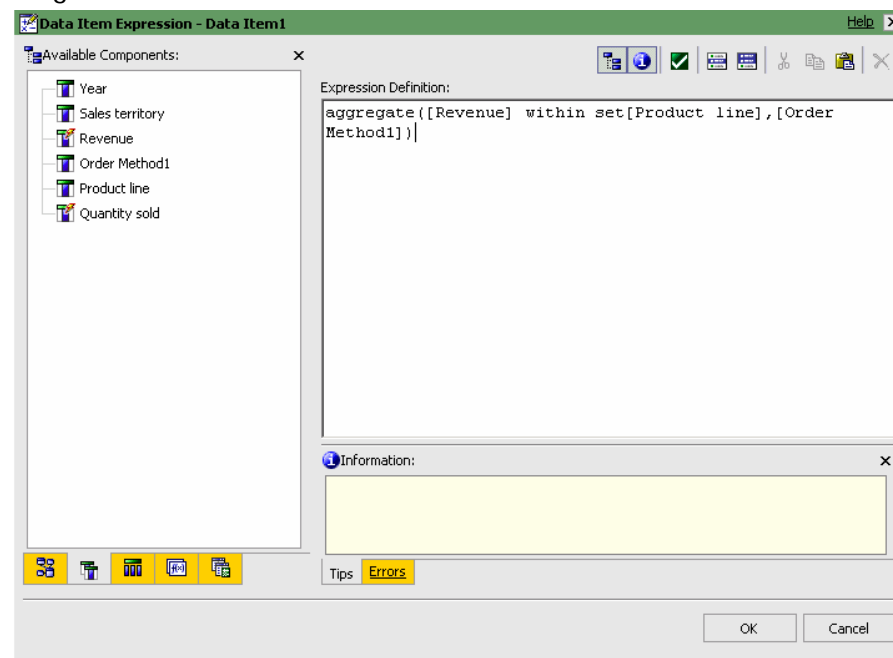 Data Item Expression - Data Item1
Help
Available Components:
Year
Sales territory
Revenue
Order Method1
Product line
Quantity sold
Expression Definition:
aggregate([Revenue] within set[Product line],[Order
Method1])
Information:
Tips Errors
OK Cancel